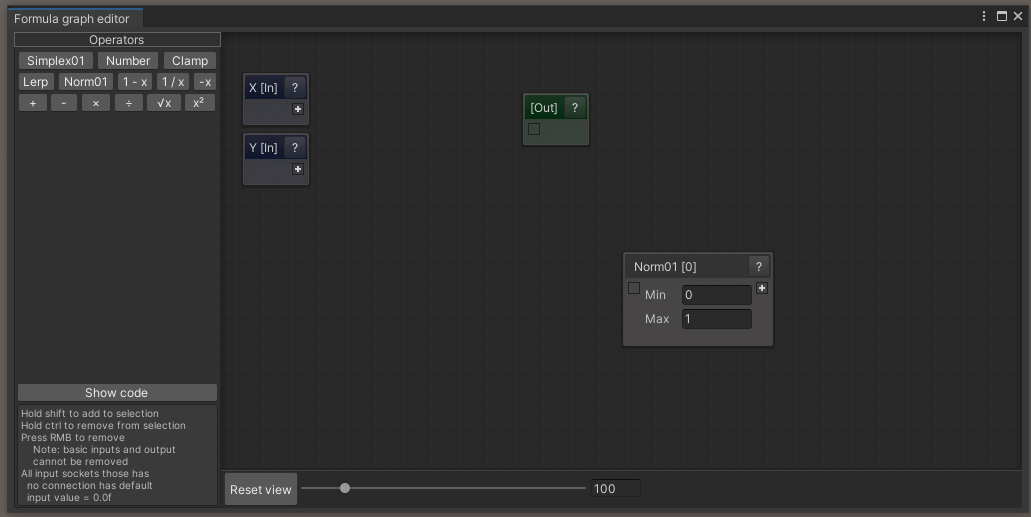 Formula graph editor
Operators
Simplex01 Number Clamp
Lerp Norm01 1 - x 1 / x -x
+ - × ÷ √x x²
X [In] ?
Y [In] ?
[Out] ?
Norm01 [0] ?
Min 0
Max 1
Show code
Hold shift to add to selection
Hold ctrl to remove from selection
Press RMB to remove
Note: basic inputs and output
cannot be removed
All input sockets those has
no connection has default
input value = 0.0f
Reset view 100